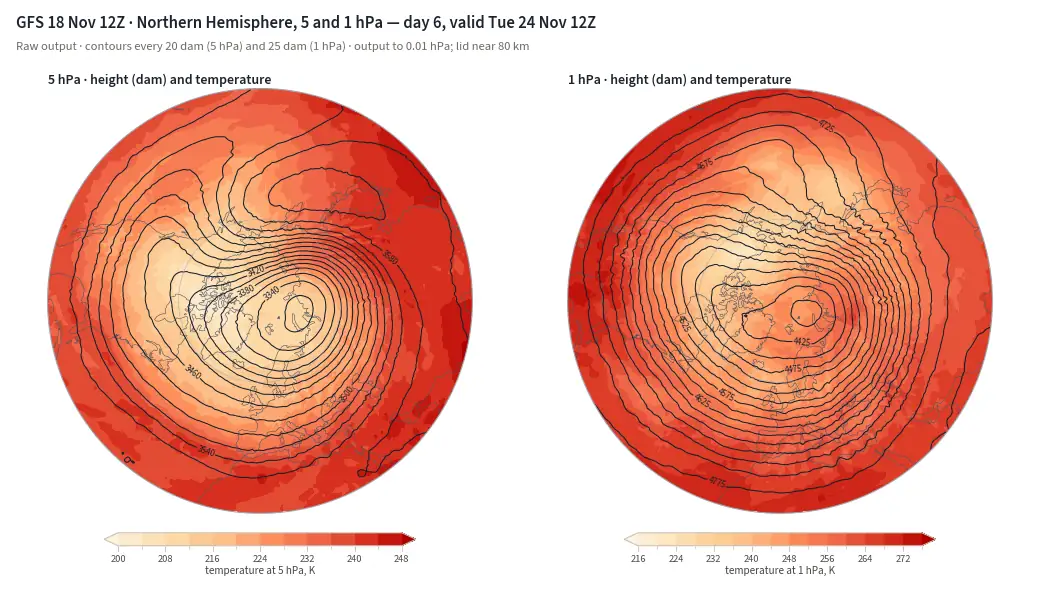 GFS 18 Nov 12Z · Northern Hemisphere, 5 and 1 hPa — day 6, valid Tue 24 Nov 12Z
Raw output · contours every 20 dam (5 hPa) and 25 dam (1 hPa) · output to 0.01 hPa; lid near 80 km
5 hPa · height (dam) and temperature
1 hPa · height (dam) and temperature
4725
4675
3580
3420
3380
3340
4625
4425
3460
4475
4575
4625
3540
4775
200 208 216 224 232 240 248
temperature at 5 hPa, K
216 224 232 240 248 256 264 272
temperature at 1 hPa, K